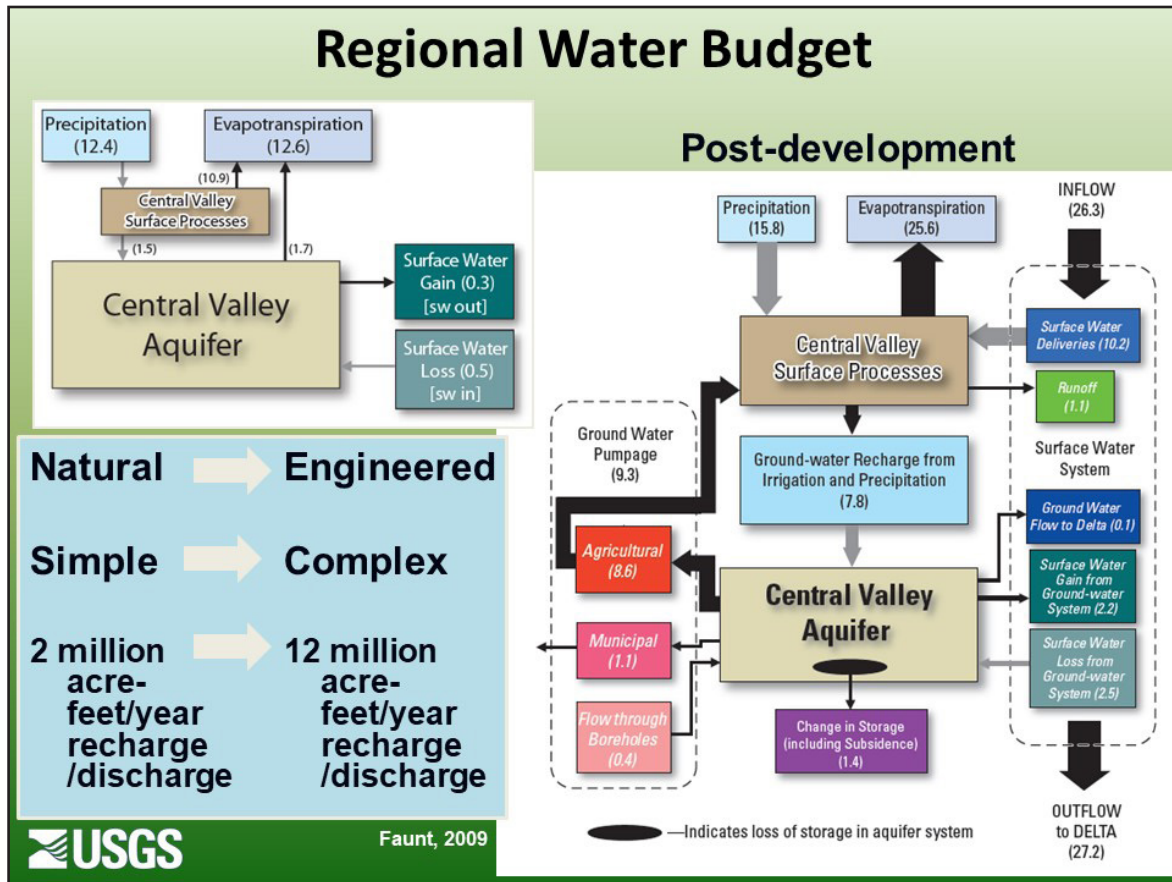 Regional Water Budget
Precipitation
(12.4)
Evapotranspiration
(12.6)
(10.9)
Central Valley
Surface Processes
(1.5)
(1.7)
Central Valley
Aquifer
Surface Water
Gain (0.3)
[sw out]
Surface Water
Loss (0.5)
[sw in]
Natural
Engineered
Simple
Complex
2 million
acre-
feet/year
recharge
/discharge
12 million
acre-
feet/year
recharge
/discharge
USGS
Faunt, 2009
Post-development
Precipitation
(15.8)
Evapotranspiration
(25.6)
INFLOW
(26.3)
Central Valley
Surface Processes
Surface Water
Deliveries (10.2)
Runoff
(1.1)
Surface Water
System
Ground Water
Pumpage
(9.3)
Ground-water Recharge from
Irrigation and Precipitation
(7.8)
Agricultural
(8.6)
Municipal
(1.1)
Flow through
Boreholes
(0.4)
Central Valley
Aquifer
Ground Water
Flow to Delta (0.1)
Surface Water
Gain from
Ground-water
System (2.2)
Surface Water
Loss from
Ground-water
System (2.5)
Change in Storage
(including Subsidence)
(1.4)
—Indicates loss of storage in aquifer system
OUTFLOW
to DELTA
(27.2)